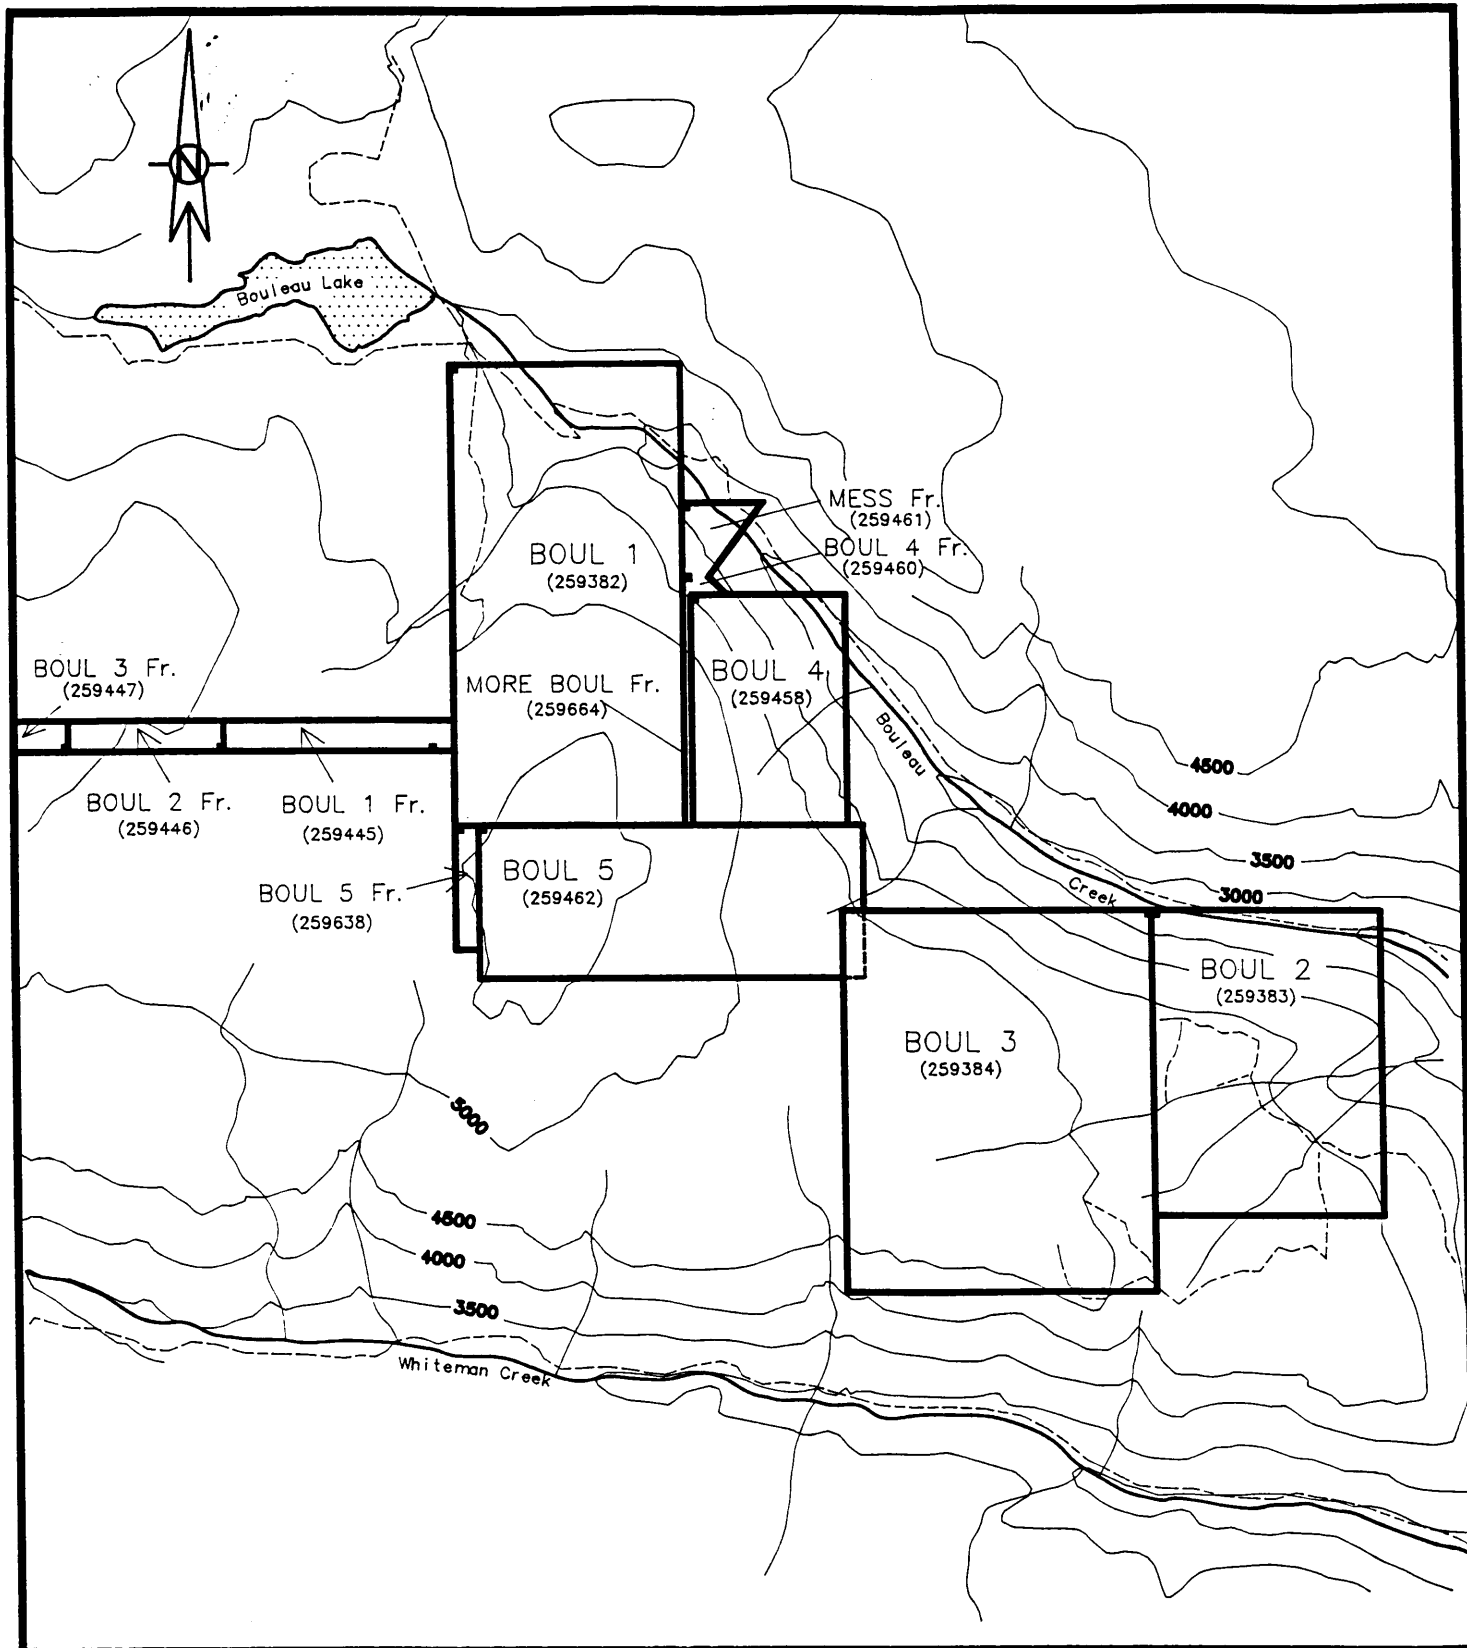 N
Bouleau Lake
MESS Fr.
(259461)
BOUL 4 Fr.
(259460)
BOUL 1
(259382)
BOUL 3 Fr.
(259447)
MORE BOUL Fr.
(259664)
BOUL 4
(259458)
Bouleau
4500
4000
BOUL 2 Fr.
(259446)
BOUL 1 Fr.
(259445)
3500
BOUL 5
(259462)
BOUL 5 Fr.
(259638)
Creek
3000
BOUL 2
(259383)
BOUL 3
(259384)
5000
4500
4000
3500
Whiteman Creek